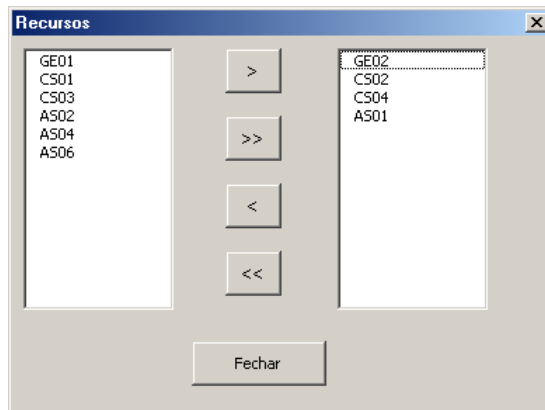 Recursos
GE01
CS01
CS03
AS02
AS04
AS06
>
>>
<
<<
GE02
CS02
CS04
AS01
Fechar